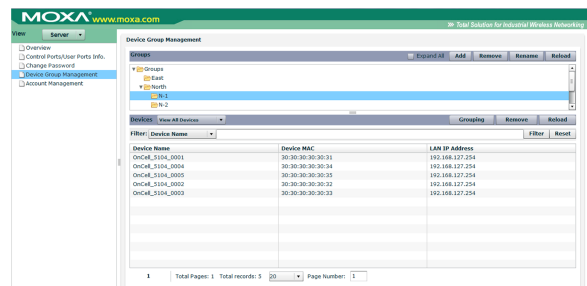 MOXA® www.moxa.com
Total Solution for Industrial Wireless Networking
View Server
Overview
Control Ports/User Ports Info.
Change Password
Device Group Management
Account Management
Device Group Management
Groups Expand All Add Remove Rename Reload
Groups
East
North
N-1
N-2
Devices View All Devices Grouping Remove Reload
Filter: Device Name Filter Reset
Device Name Device MAC LAN IP Address
OnCell_5104_0001 30:30:30:30:30:31 192.168.127.254
OnCell_5104_0004 30:30:30:30:30:34 192.168.127.254
OnCell_5104_0005 30:30:30:30:30:35 192.168.127.254
OnCell_5104_0002 30:30:30:30:30:32 192.168.127.254
OnCell_5104_0003 30:30:30:30:30:33 192.168.127.254
1 Total Pages: 1 Total records: 5 20 Page Number: 1